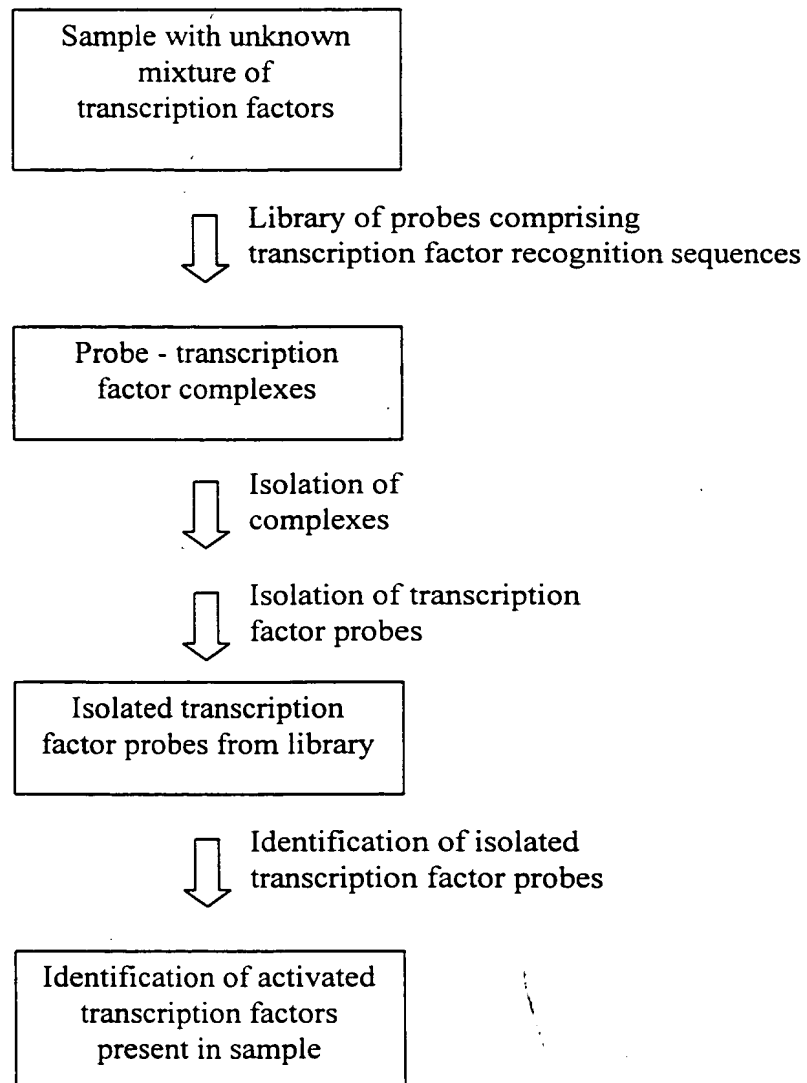 Sample with unknown
mixture of
transcription factors
Library of probes comprising
transcription factor recognition sequences
Probe - transcription
factor complexes
Isolation of
complexes
Isolation of transcription
factor probes
Isolated transcription
factor probes from library
Identification of isolated
transcription factor probes
Identification of activated
transcription factors
present in sample